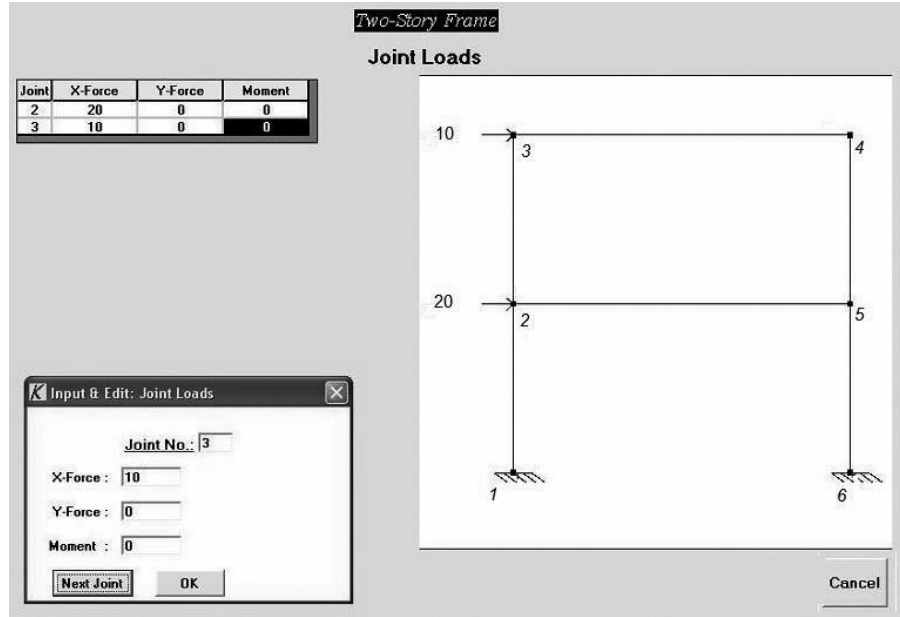 Two-Story Frame
Joint Loads
Joint X-Force Y-Force Moment
2 20 0 0
3 10 0 0
10
3
4
20
2
5
1
6
K Input & Edit: Joint Loads
Joint No.: 3
X-Force : 10
Y-Force : 0
Moment : 0
Next Joint OK
Cancel